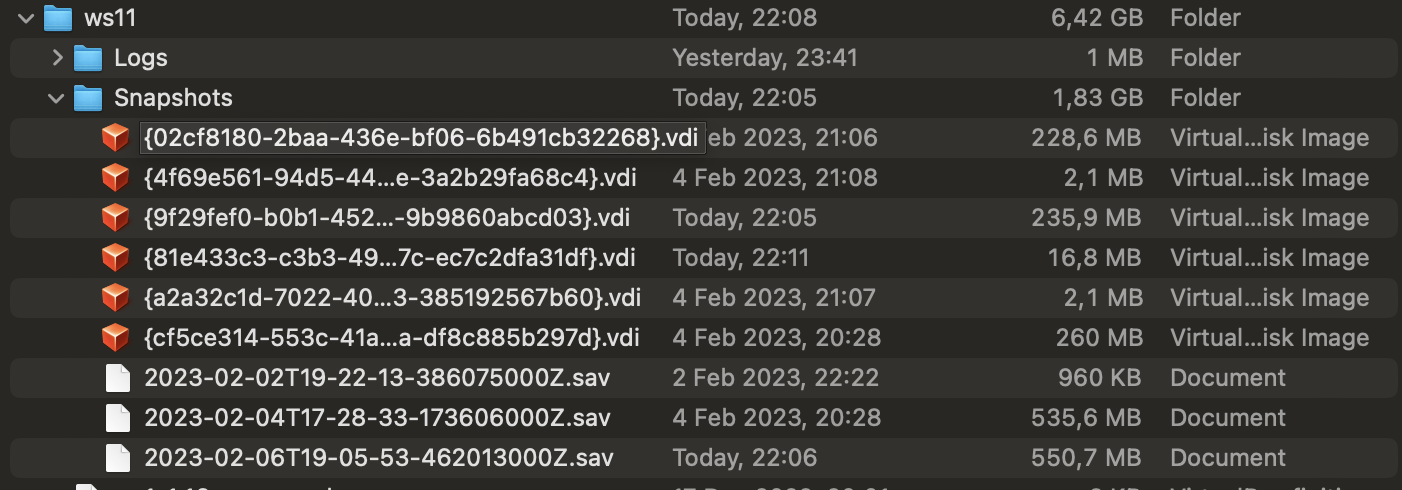 ws11 Today, 22:08 6,42 GB Folder
Logs Yesterday, 23:41 1 MB Folder
Snapshots Today, 22:05 1,83 GB Folder
{02cf8180-2baa-436e-bf06-6b491cb32268}.vdi eb 2023, 21:06 228,6 MB Virtual...isk Image
{4f69e561-94d5-44...e-3a2b29fa68c4}.vdi 4 Feb 2023, 21:08 2,1 MB Virtual...isk Image
{9f29fef0-b0b1-452...-9b9860abcd03}.vdi Today, 22:05 235,9 MB Virtual...isk Image
{81e433c3-c3b3-49...7c-ec7c2dfa31df}.vdi Today, 22:11 16,8 MB Virtual...isk Image
{a2a32c1d-7022-40...3-385192567b60}.vdi 4 Feb 2023, 21:07 2,1 MB Virtual...isk Image
{cf5ce314-553c-41a...a-df8c885b297d}.vdi 4 Feb 2023, 20:28 260 MB Virtual...isk Image
2023-02-02T19-22-13-386075000Z.sav 2 Feb 2023, 22:22 960 KB Document
2023-02-04T17-28-33-173606000Z.sav 4 Feb 2023, 20:28 535,6 MB Document
2023-02-06T19-05-53-462013000Z.sav Today, 22:06 550,7 MB Document